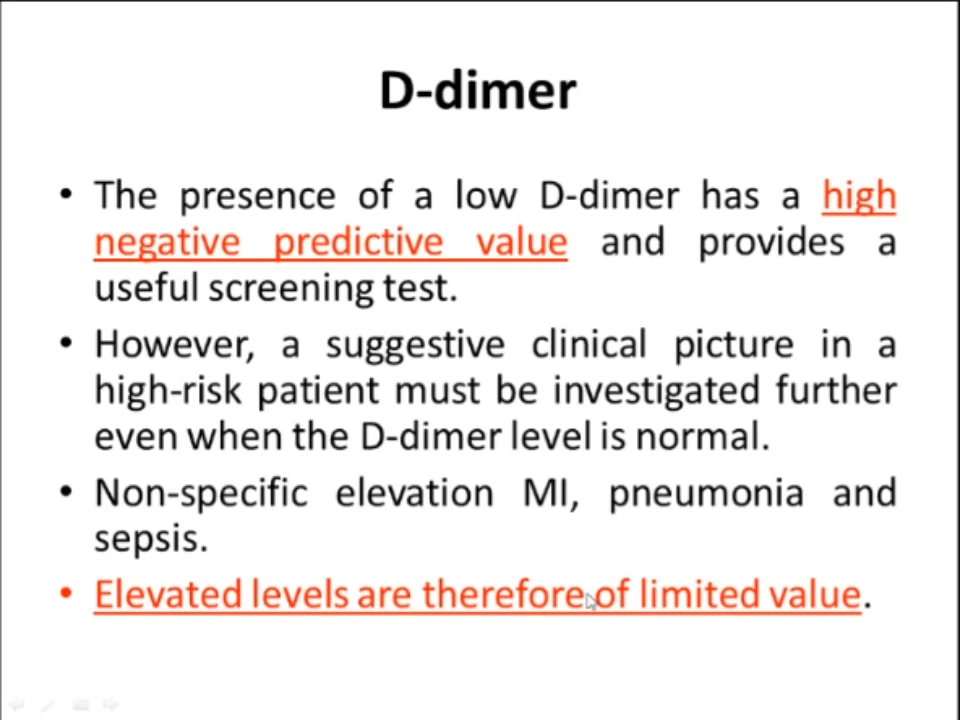 D-dimer
• The presence of a low D-dimer has a high
negative predictive value and provides a
useful screening test.
• However, a suggestive clinical picture in a
high-risk patient must be investigated further
even when the D-dimer level is normal.
• Non-specific elevation MI, pneumonia and
sepsis.
• Elevated levels are therefore of limited value.